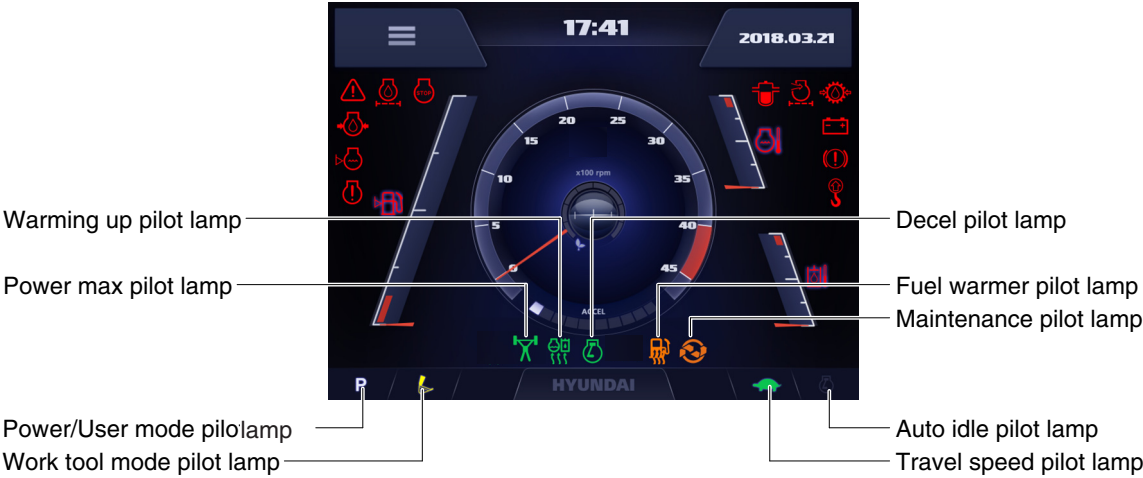 17:41
2018.03.21
STOP
20
25
15
30
x100 rpm
10
35
Warming up pilot lamp
Decel pilot lamp
5
40
0
45
Power max pilot lamp
Fuel warmer pilot lamp
ACCEL
Maintenance pilot lamp
P
HYUNDAI
Power/User mode pilo lamp
Auto idle pilot lamp
Work tool mode pilot lamp
Travel speed pilot lamp